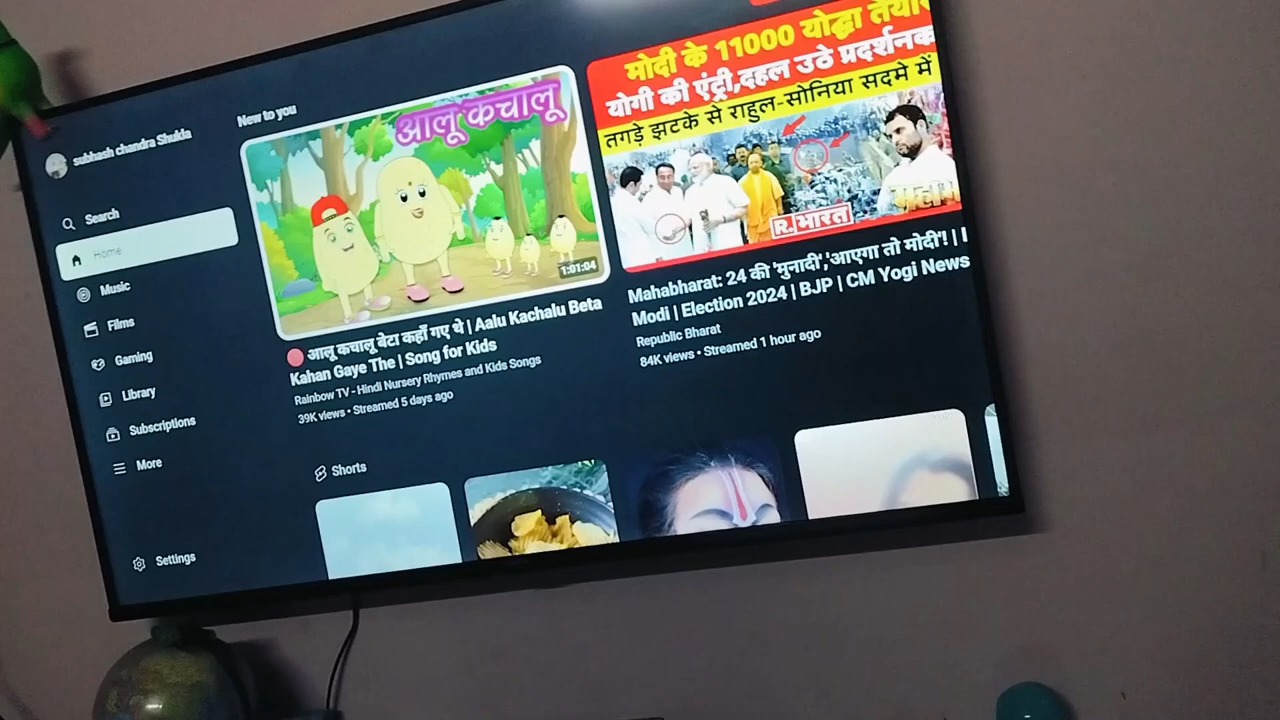 subhash chandra Shukla
Search
Home
Music
Films
Gaming
Library
Subscriptions
More
Settings
New to you
आलू कचालू
1:01:04
आलू कचालू बेटा कहाँ गए थे | Aalu Kachalu Beta
Kahan Gaye The | Song for Kids
Rainbow TV - Hindi Nursery Rhymes and Kids Songs
39K views • Streamed 5 days ago
मोदी के 11000 योद्धा तैयार
योगी की एंट्री,दहल उठे प्रदर्शनक
तगड़े झटके से राहुल-सोनिया सदमे में
R.भारत
Mahabharat: 24 की 'मुनादी','आएगा तो मोदी'! |
Modi | Election 2024 | BJP | CM Yogi News
Republic Bharat
84K views • Streamed 1 hour ago
Shorts